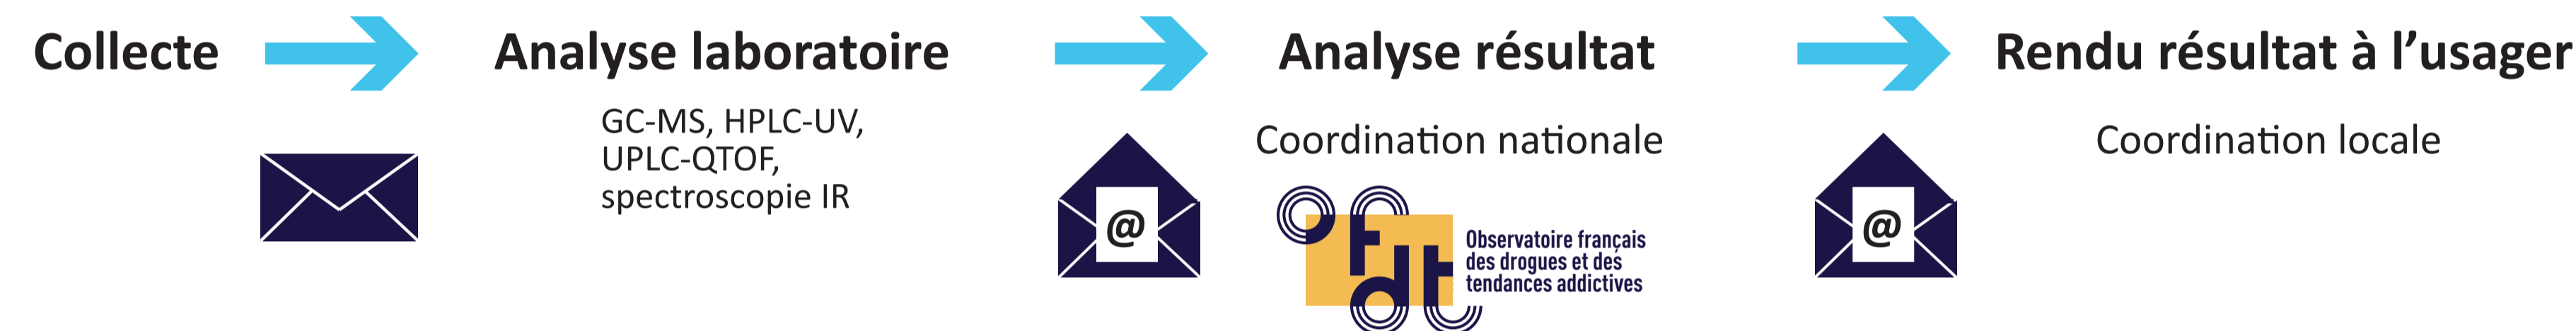 Collecte
Analyse laboratoire
GC-MS, HPLC-UV,
UPLC-QTOF,
spectroscopie IR
@
Analyse résultat
Coordination nationale
ofdt
Observatoire français
des drogues et des
tendances addictives
@
Rendu résultat à l’usager
Coordination locale